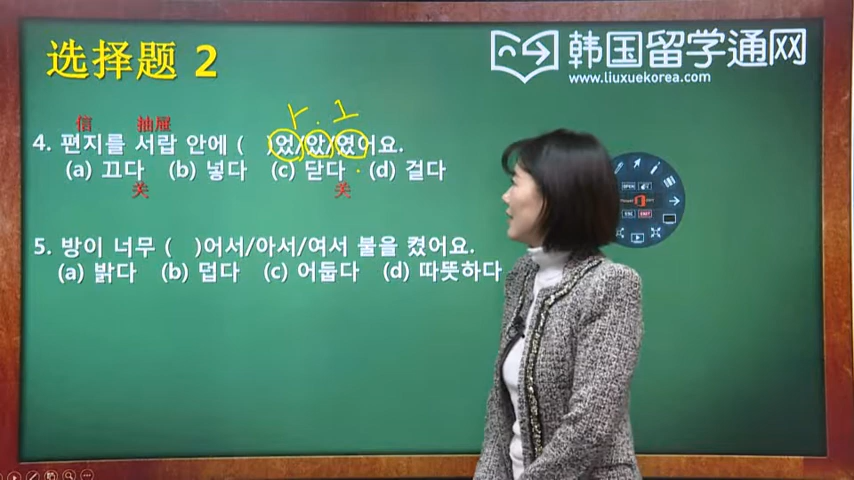 选择题 2
韩国留学通网
www.liuxuekorea.com
信 抽屉
ㅏ. ㅗ
4. 편지를 서랍 안에 ( )었/았/였어요.
(a) 끄다 (b) 넣다 (c) 닫다 (d) 걸다
关 关
5. 방이 너무 ( )어서/아서/여서 불을 켰어요.
(a) 밝다 (b) 덥다 (c) 어둡다 (d) 따뜻하다